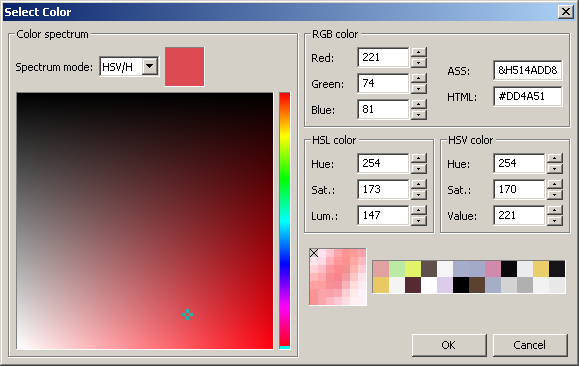 Select Color
Color spectrum
Spectrum mode: HSV/H
RGB color
Red: 221
Green: 74
Blue: 81
ASS: &H514ADD&
HTML: #DD4A51
HSL color
Hue: 254
Sat.: 173
Lum.: 147
HSV color
Hue: 254
Sat.: 170
Value: 221
OK
Cancel